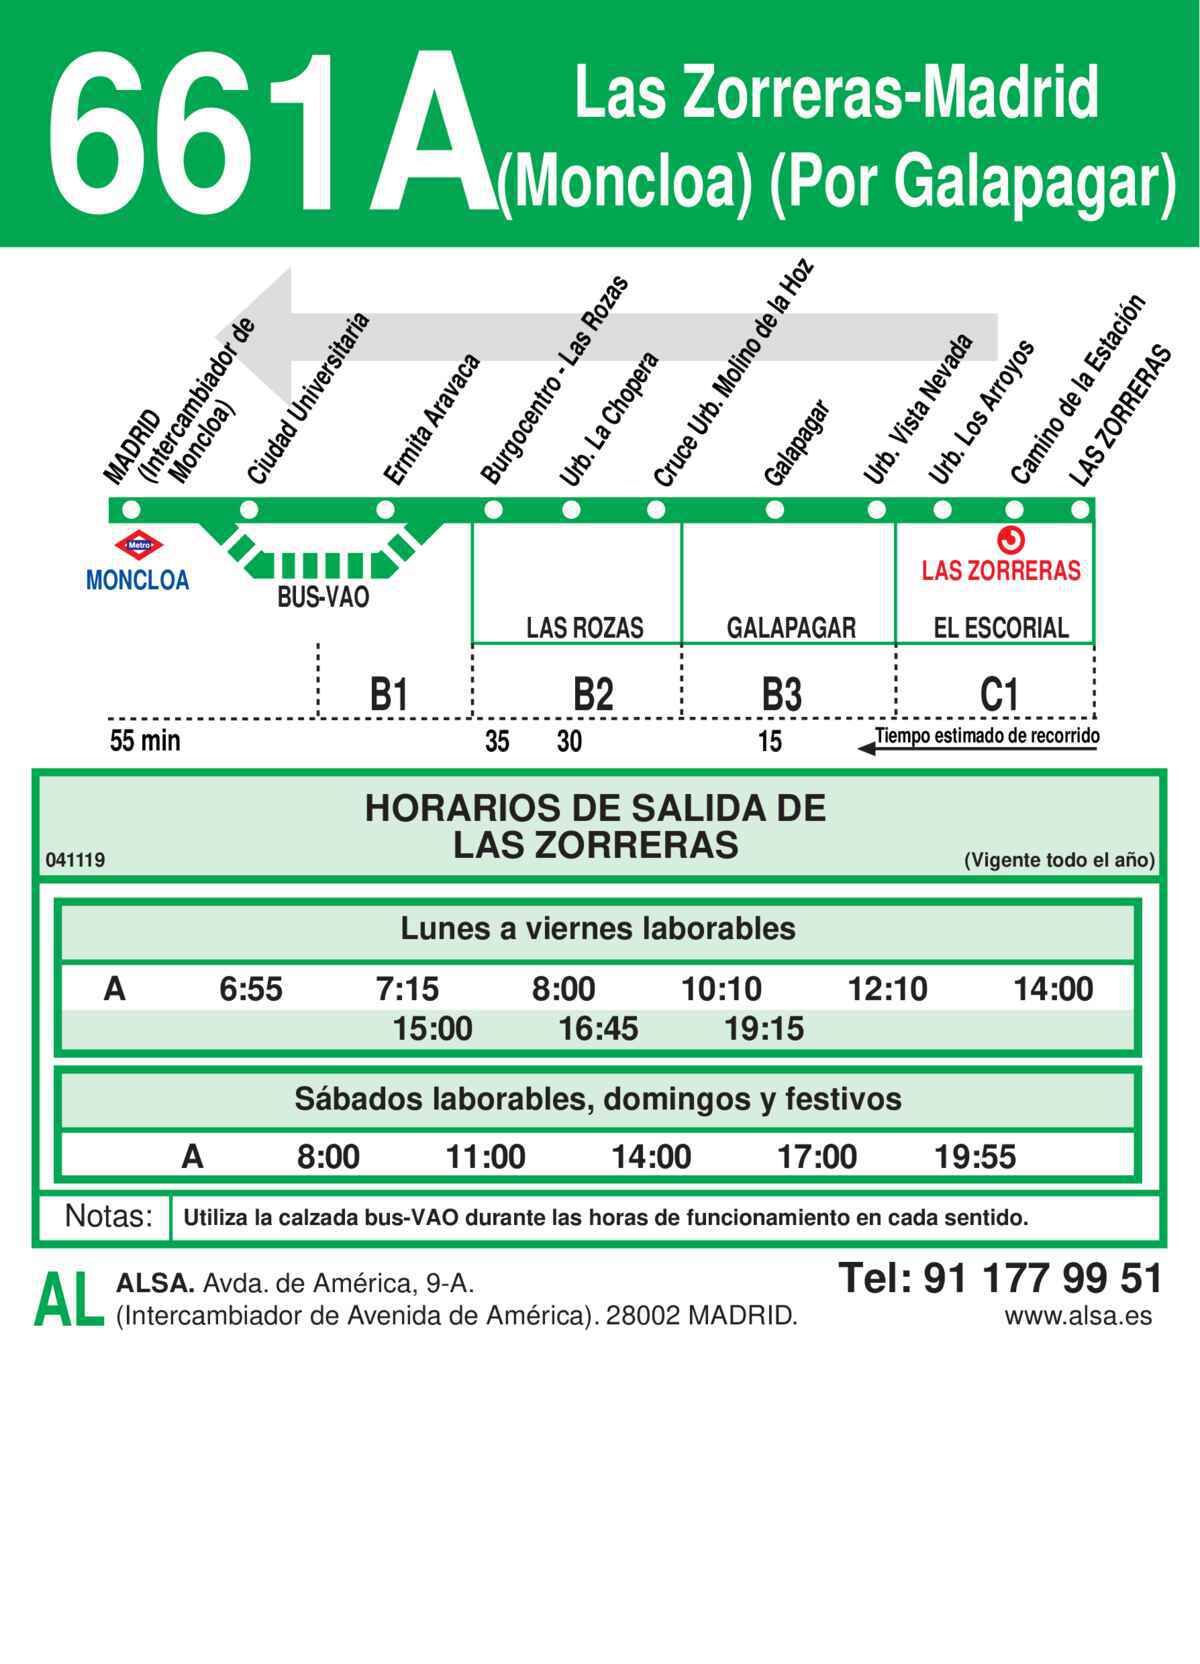 661A
Las Zorreras-Madrid
(Moncloa) (Por Galapagar)
MADRID
(Intercambiador de
Moncloa)
Ciudad Universitaria
Ermita Aravaca
Burgocentro - Las Rozas
Urb. La Chopera
Cruce Urb. Molino de la Hoz
Galapagar
Urb. Vista Nevada
Urb. Los Arroyos
Camino de la Estación
LAS ZORRERAS
Metro
MONCLOA
BUS-VAO
LAS ZORRERAS
LAS ROZAS GALAPAGAR EL ESCORIAL
B1 B2 B3 C1
55 min 35 30 15 Tiempo estimado de recorrido
HORARIOS DE SALIDA DE
LAS ZORRERAS
041119 (Vigente todo el año)
Lunes a viernes laborables
A 6:55 7:15 8:00 10:10 12:10 14:00
15:00 16:45 19:15
Sábados laborables, domingos y festivos
A 8:00 11:00 14:00 17:00 19:55
Notas: Utiliza la calzada bus-VAO durante las horas de funcionamiento en cada sentido.
AL
ALSA. Avda. de América, 9-A.
(Intercambiador de Avenida de América). 28002 MADRID.
Tel: 91 177 99 51
www.alsa.es